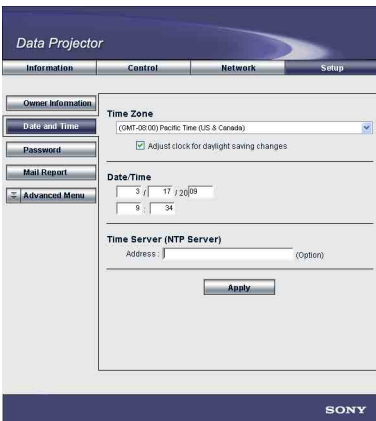 Data Projector
Information Control Network Setup
Owner Information
Date and Time
Password
Mail Report
Advanced Menu
Time Zone
(GMT-08:00) Pacific Time (US & Canada)
Adjust clock for daylight saving changes
Date/Time
3 / 17 / 2009
9 : 34
Time Server (NTP Server)
Address : (Option)
Apply
SONY